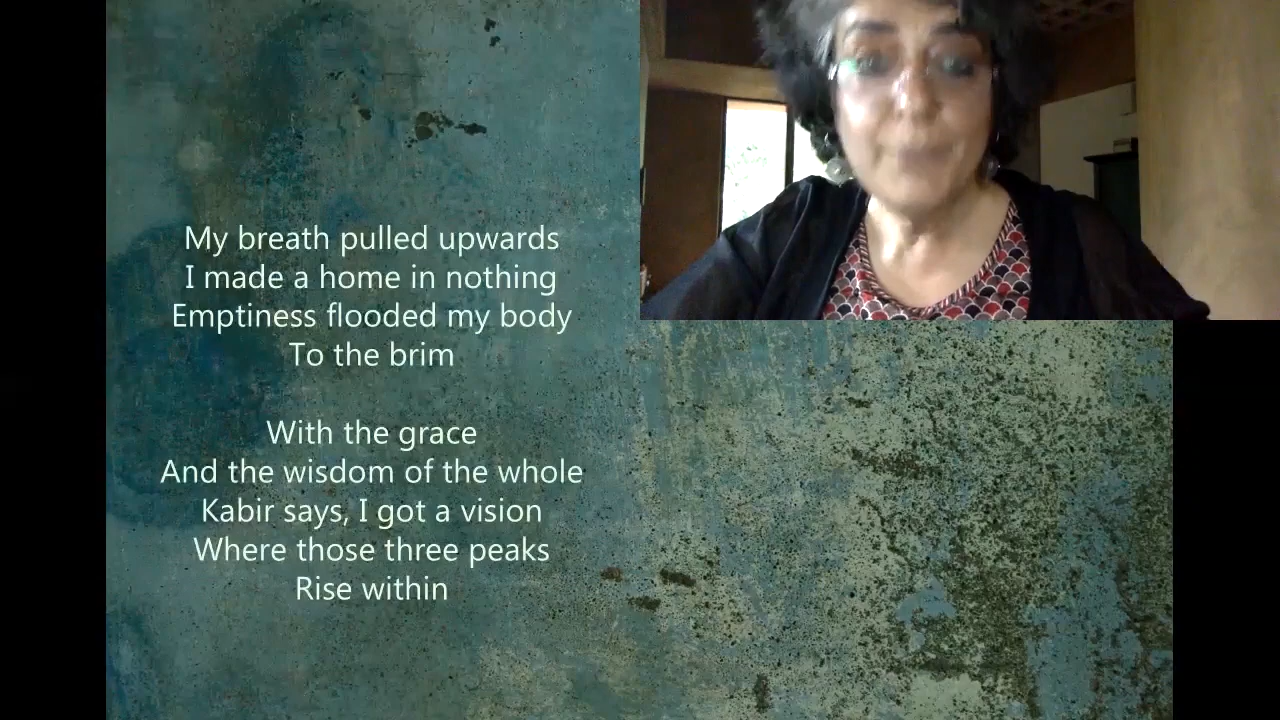 My breath pulled upwards
I made a home in nothing
Emptiness flooded my body
To the brim
With the grace
And the wisdom of the whole
Kabir says, I got a vision
Where those three peaks
Rise within